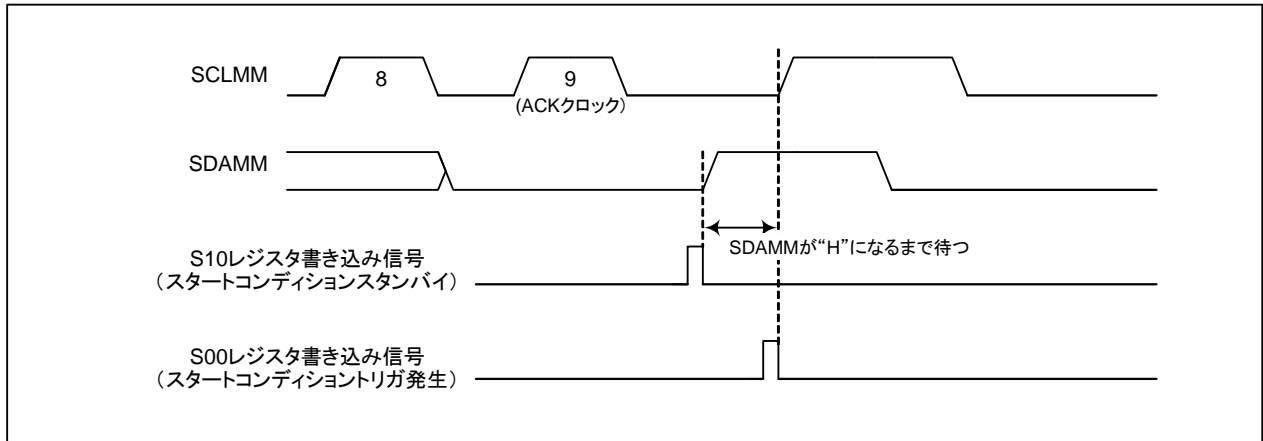 SCLMM
8
9
(ACKクロック)
SDAMM
SDAMMが“H”になるまで待つ
S10レジスタ書き込み信号
(スタートコンディションスタンバイ)
S00レジスタ書き込み信号
(スタートコンディショントリガ発生)